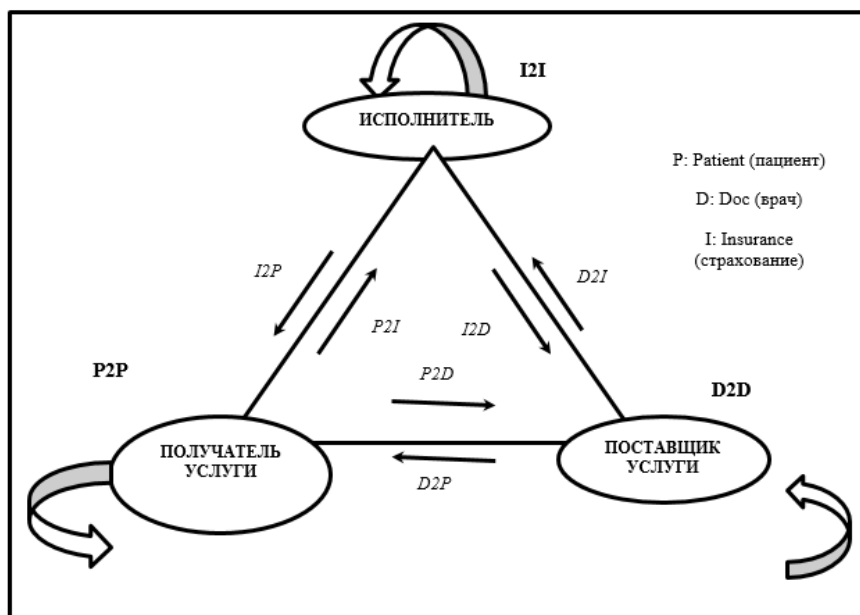 I2I
ИСПОЛНИТЕЛЬ
P: Patient (пациент)
D: Doc (врач)
I: Insurance
(страхование)
I2P
D2I
P2I
I2D
P2P
P2D
D2D
ПОЛУЧАТЕЛЬ
УСЛУГИ
ПОСТАВЩИК
УСЛУГИ
D2P